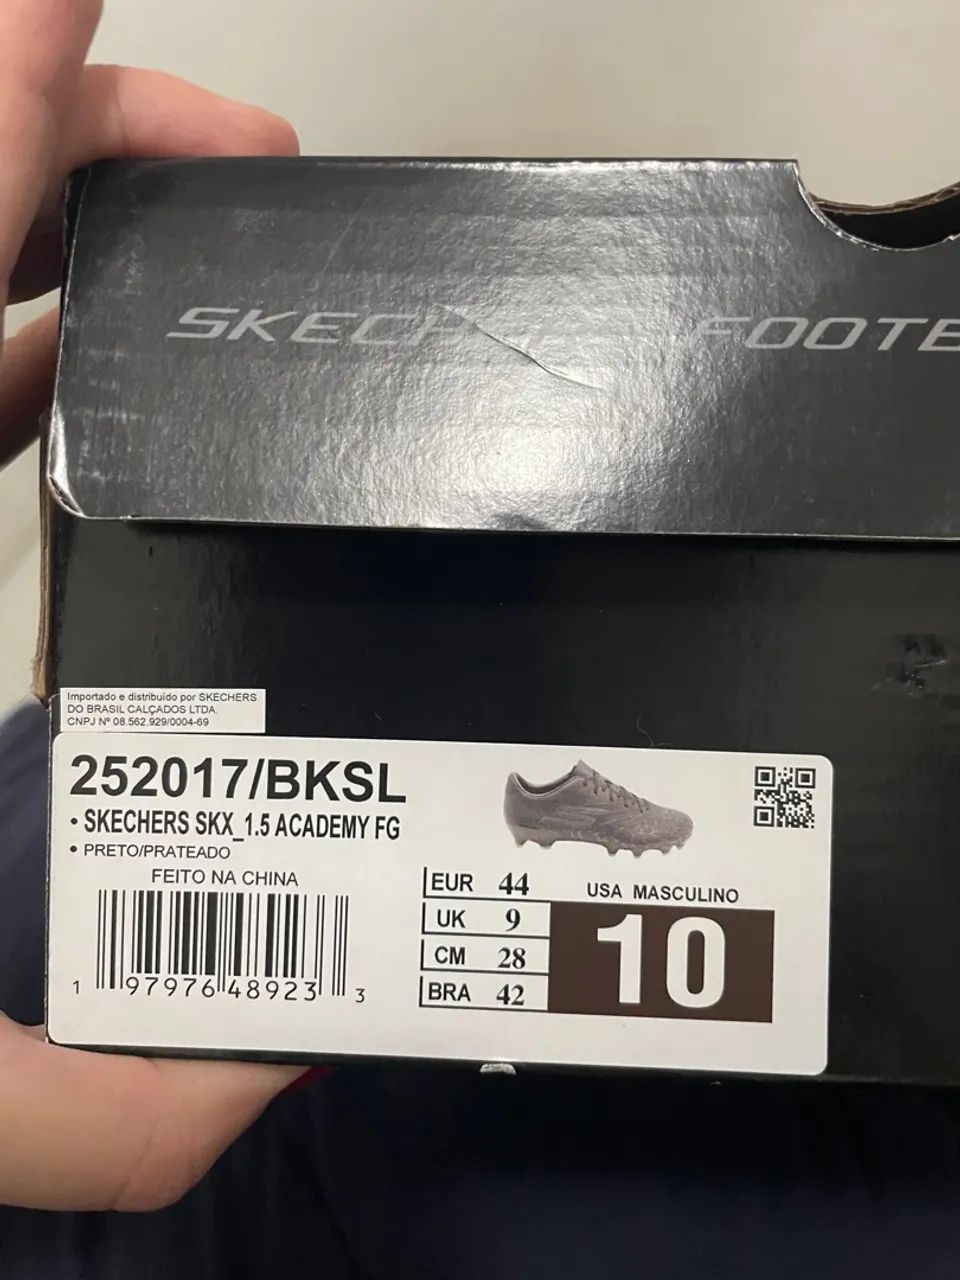 SKECH FOOTB
Importado e distribuído por SKECHERS
DO BRASIL CALÇADOS LTDA.
CNPJ Nº 08.562.929/0004-69
252017/BKSL
• SKECHERS SKX_1.5 ACADEMY FG
• PRETO/PRATEADO
FEITO NA CHINA
1 97976 48923 3
EUR 44
UK 9
CM 28
BRA 42
USA MASCULINO
10